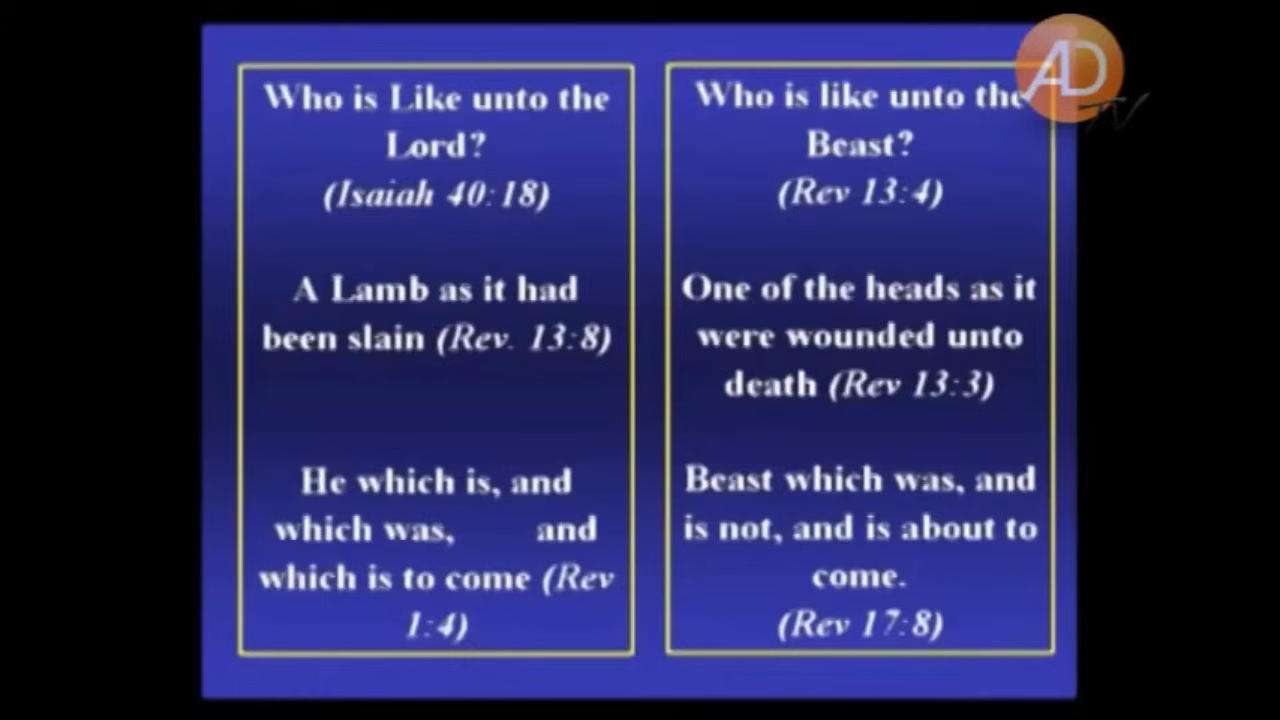 Who is Like unto the
Lord?
(Isaiah 40:18)
A Lamb as it had
been slain (Rev. 13:8)
He which is, and
which was, and
which is to come (Rev
1:4)
Who is like unto the
Beast?
(Rev 13:4)
One of the heads as it
were wounded unto
death (Rev 13:3)
Beast which was, and
is not, and is about to
come.
(Rev 17:8)
AD
TV